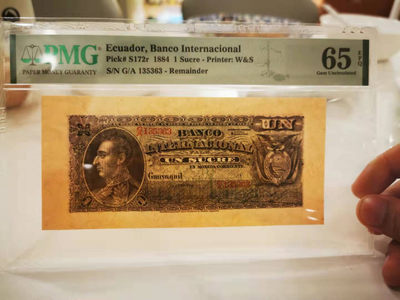 PMG
PAPER MONEY GUARANTY
Ecuador, Banco Internacional
Pick# S172r 1884 1 Sucre - Printer: W&S
S/N G/A 135363 - Remainder
65 EPQ
Gem Uncirculated
UN
BANCO
INTERNACIONAL
UN SUCRE
Guayaquil